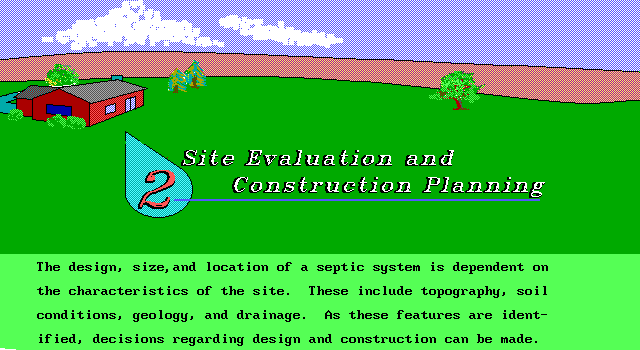 2
Site Evaluation and
Construction Planning
The design, size,and location of a septic system is dependent on
the characteristics of the site.  These include topography, soil
conditions, geology, and drainage.  As these features are ident-
ified, decisions regarding design and construction can be made.